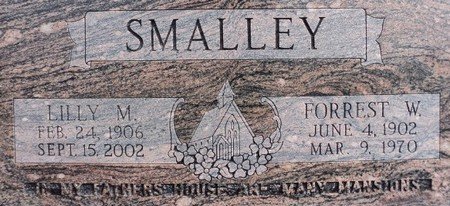 SMALLEY
LILLY M.
FEB. 24, 1906
SEPT. 15, 2002
FORREST W.
JUNE 4, 1902
MAR. 9, 1970
IN MY FATHERS HOUSE ARE MANY MANSIONS